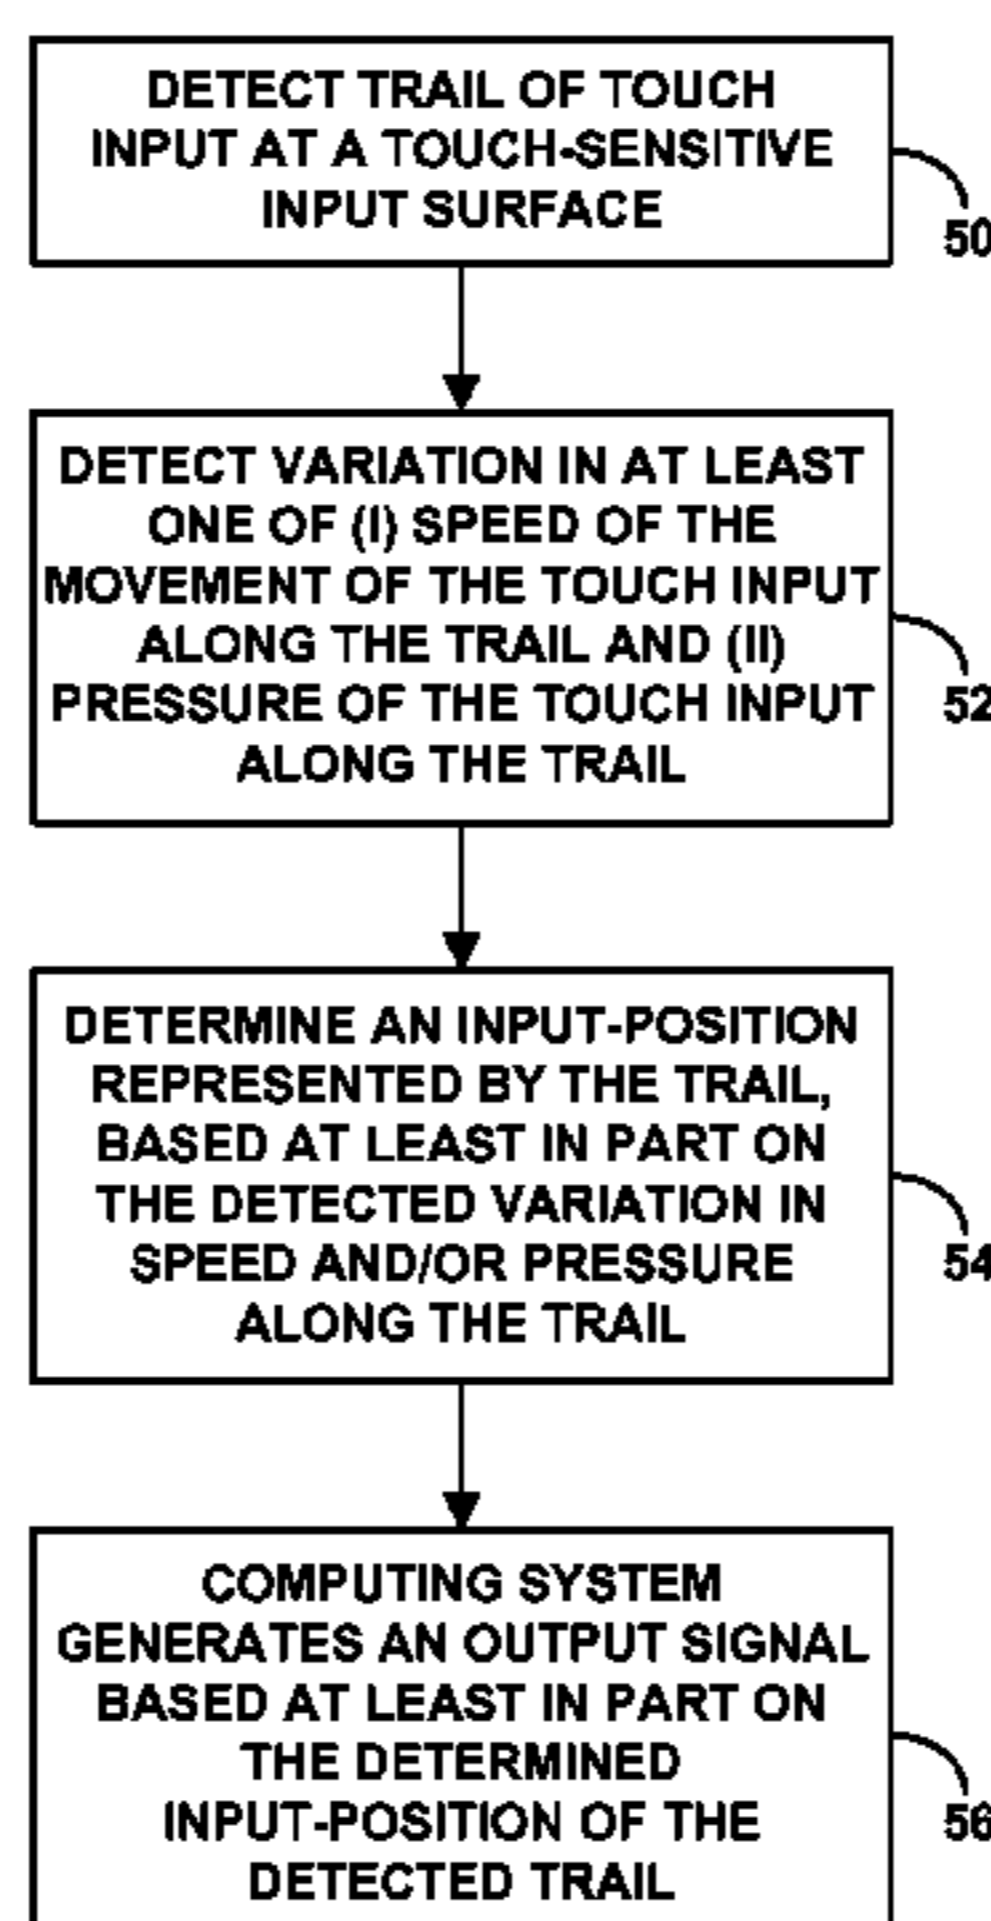 DETECT TRAIL OF TOUCH
INPUT AT A TOUCH-SENSITIVE
INPUT SURFACE
50
DETECT VARIATION IN AT LEAST
ONE OF (I) SPEED OF THE
MOVEMENT OF THE TOUCH INPUT
ALONG THE TRAIL AND (II)
PRESSURE OF THE TOUCH INPUT
ALONG THE TRAIL
52
DETERMINE AN INPUT-POSITION
REPRESENTED BY THE TRAIL,
BASED AT LEAST IN PART ON
THE DETECTED VARIATION IN
SPEED AND/OR PRESSURE
ALONG THE TRAIL
54
COMPUTING SYSTEM
GENERATES AN OUTPUT SIGNAL
BASED AT LEAST IN PART ON
THE DETERMINED
INPUT-POSITION OF THE
DETECTED TRAIL
56